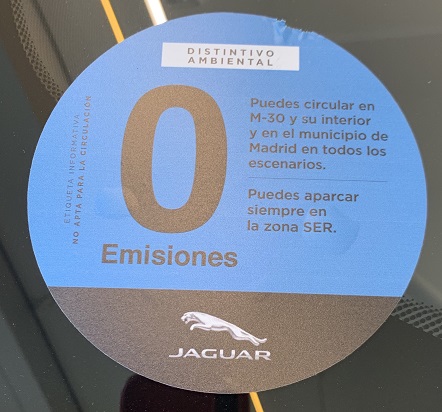 DISTINTIVO
AMBIENTAL
ETIQUETA INFORMATIVA
NO APTA PARA LA CIRCULACIÓN
0
Emisiones
Puedes circular en
M-30 y su interior
y en el municipio de
Madrid en todos los
escenarios.
Puedes aparcar
siempre en
la zona SER.
JAGUAR